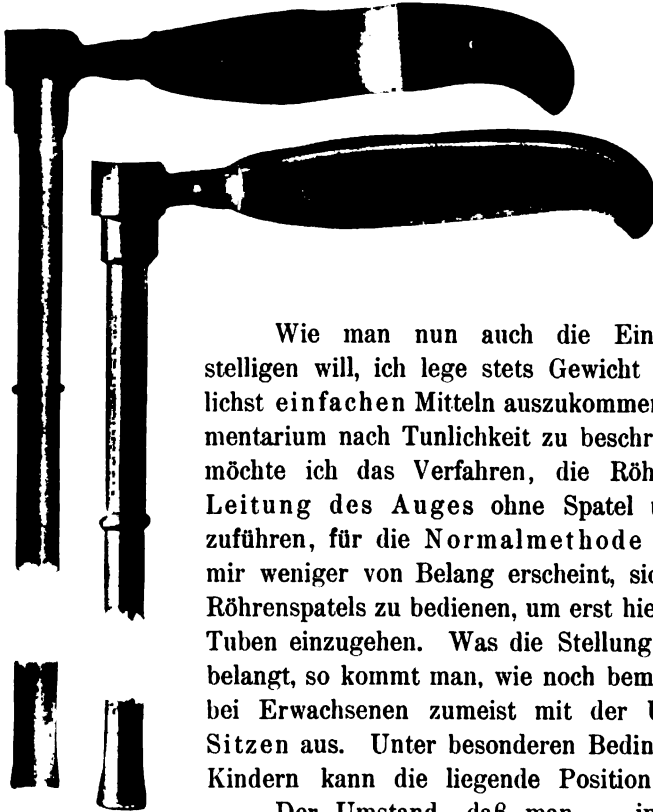 Wie man nun auch die Ein
stelligen will, ich lege stets Gewicht
lichst einfachen Mitteln auszukommen
mentarium nach Tunlichkeit zu beschr
möchte ich das Verfahren, die Röh
Leitung des Auges ohne Spatel
zuführen, für die Normalmethode
mir weniger von Belang erscheint, sic
Röhrenspatels zu bedienen, um erst hie
Tuben einzugehen. Was die Stellung
belangt, so kommt man, wie noch bem
bei Erwachsenen zumeist mit der U
Sitzen aus. Unter besonderen Bedin
Kindern kann die liegende Position
Der Umstand, daß man in